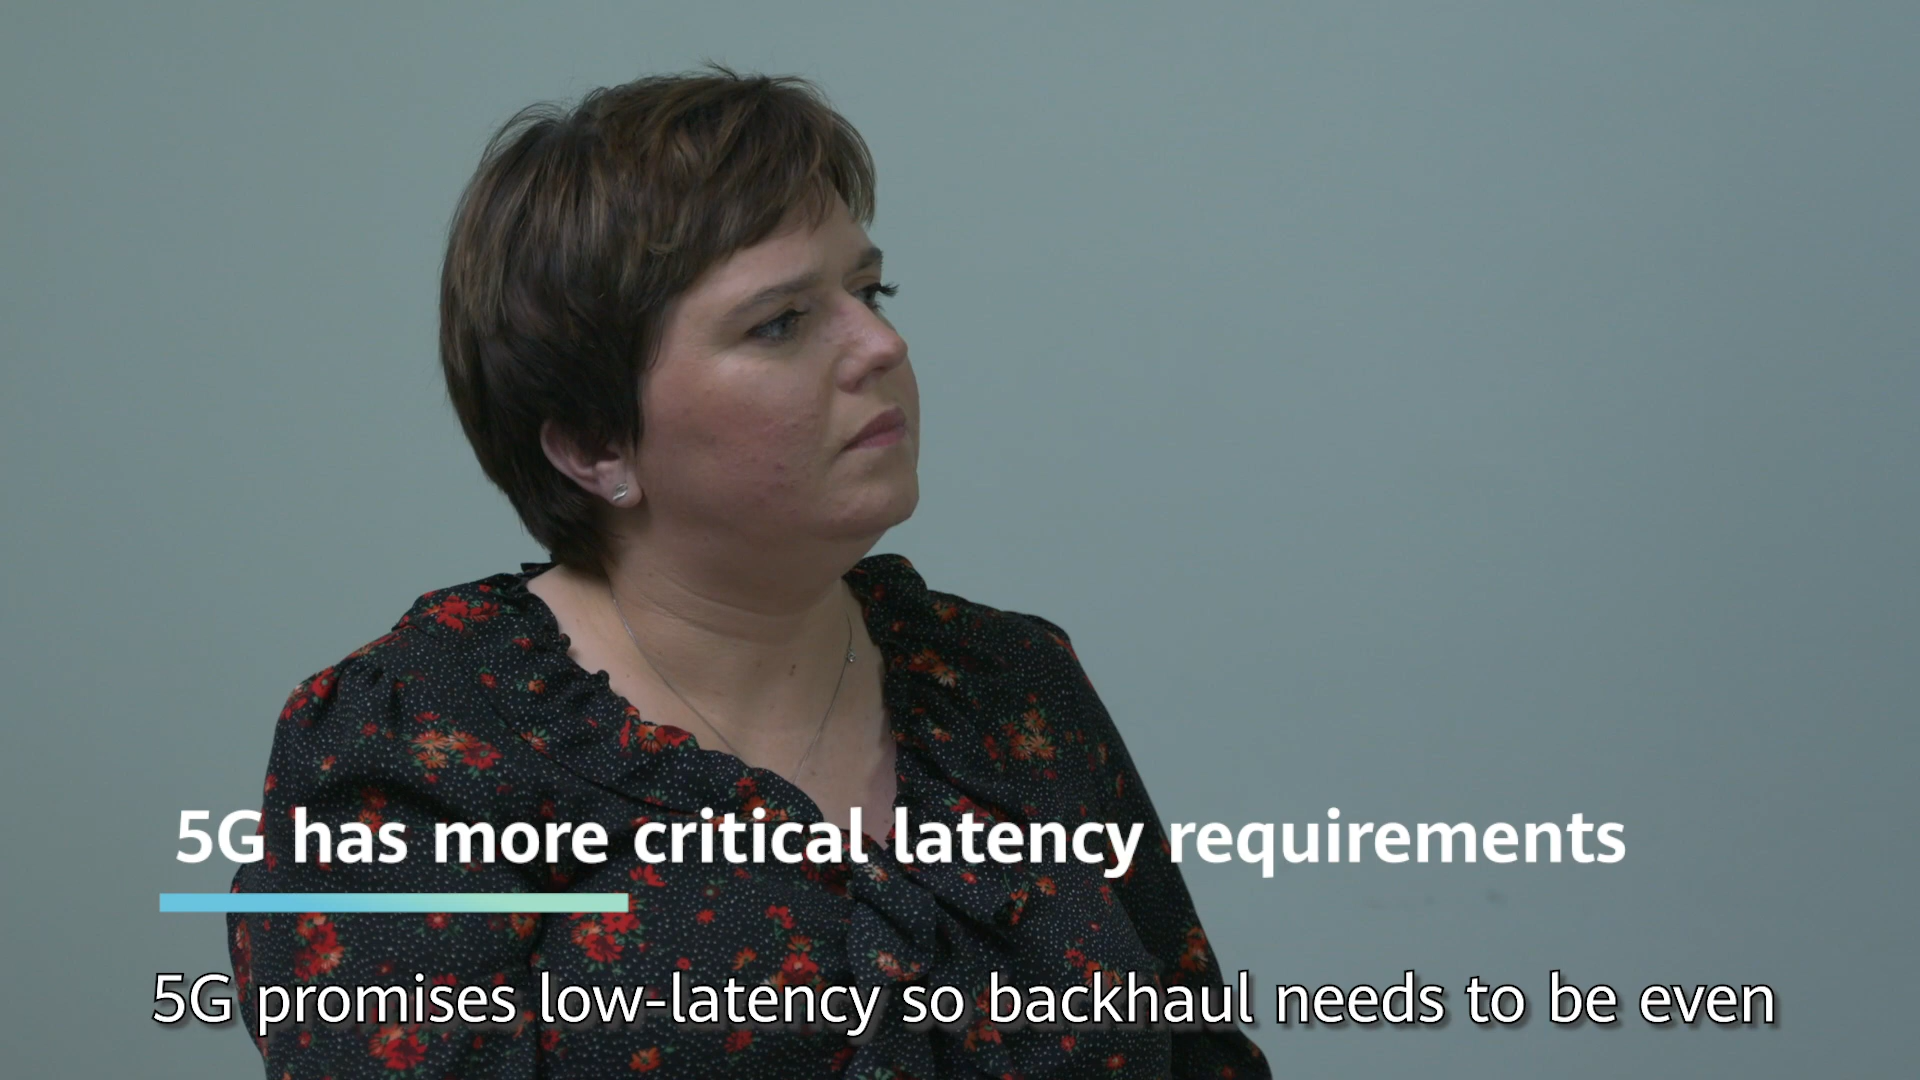 5G has more critical latency requirements
5G promises low-latency so backhaul needs to be even